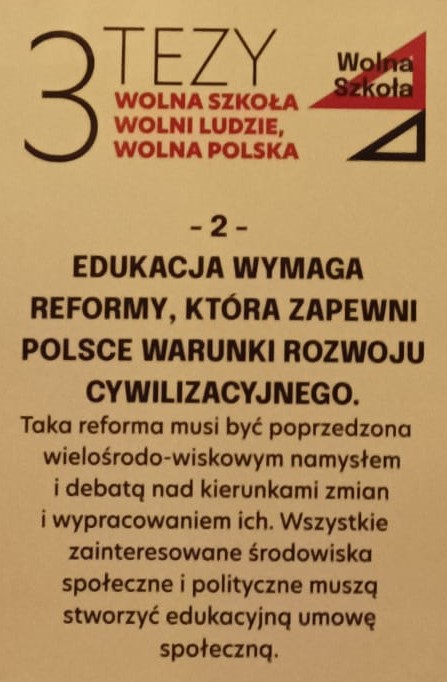 3 TEZY
WOLNA SZKOŁA
WOLNI LUDZIE,
WOLNA POLSKA
Wolna
Szkoła
- 2 -
EDUKACJA WYMAGA
REFORMY, KTÓRA ZAPEWNI
POLSCE WARUNKI ROZWOJU
CYWILIZACYJNEGO.
Taka reforma musi być poprzedzona
wielośrodo-wiskowym namysłem
i debatą nad kierunkami zmian
i wypracowaniem ich. Wszystkie
zainteresowane środowiska
społeczne i polityczne muszą
stworzyć edukacyjną umowę
społeczną.